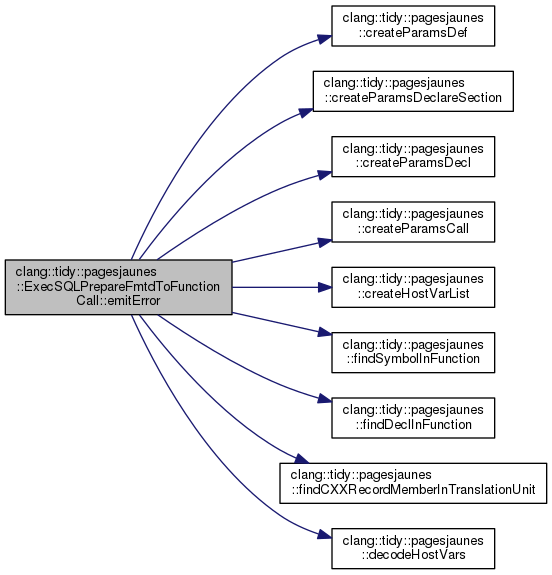 clang::tidy::pagesjaunes
::createParamsDef
clang::tidy::pagesjaunes
::createParamsDeclareSection
clang::tidy::pagesjaunes
::createParamsDecl
clang::tidy::pagesjaunes
::createParamsCall
clang::tidy::pagesjaunes
::ExecSQLPrepareFmtdToFunction
Call::emitError
clang::tidy::pagesjaunes
::createHostVarList
clang::tidy::pagesjaunes
::findSymbolInFunction
clang::tidy::pagesjaunes
::findDeclInFunction
clang::tidy::pagesjaunes
::findCXXRecordMemberInTranslationUnit
clang::tidy::pagesjaunes
::decodeHostVars